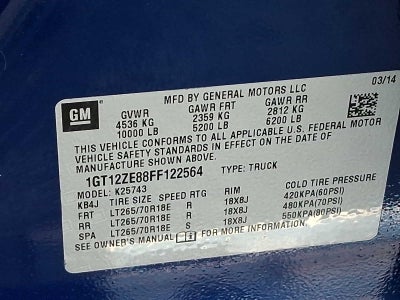 GM
MFD BY GENERAL MOTORS LLC
03/14
GVWR GAWR FRT GAWR RR
4536 KG 2359 KG 2812 KG
10000 LB 5200 LB 6200 LB
THIS VEHICLE CONFORMS TO ALL APPLICABLE U.S. FEDERAL MOTOR
VEHICLE SAFETY STANDARDS IN EFFECT ON THE DATE OF
MANUFACTURE SHOWN ABOVE.
1GT12ZE88FF122564 TYPE: TRUCK
MODEL: K25743
KB4J TIRE SIZE SPEED RTG RIM COLD TIRE PRESSURE
FRT LT265/70R18E R 18X8J 420KPA(60PSI)
RR LT265/70R18E R 18X8J 480KPA(70PSI)
SPA LT265/70R18E S 18X8J 550KPA(80PSI)
SEE OWNER'S MANUAL FOR MORE INFORMATION.